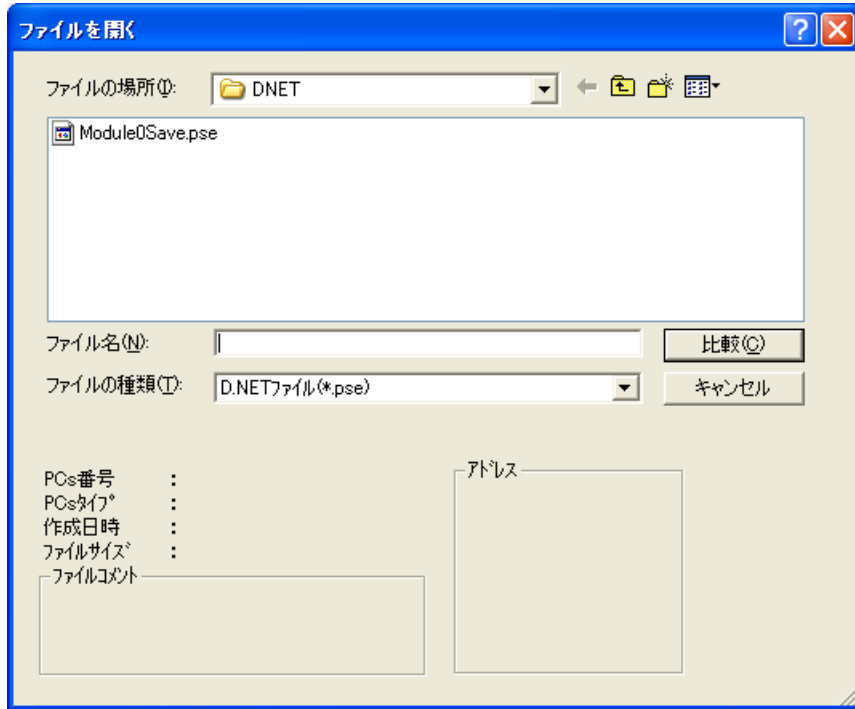 ファイルを開く
ファイルの場所(I):
DNET
Module0Save.pse
ファイル名(N):
比較(C)
ファイルの種類(T):
D.NETファイル(*.pse)
キャンセル
PCs番号 :
PCsタイプ :
作成日時 :
ファイルサイズ :
ファイルコメント
アドレス